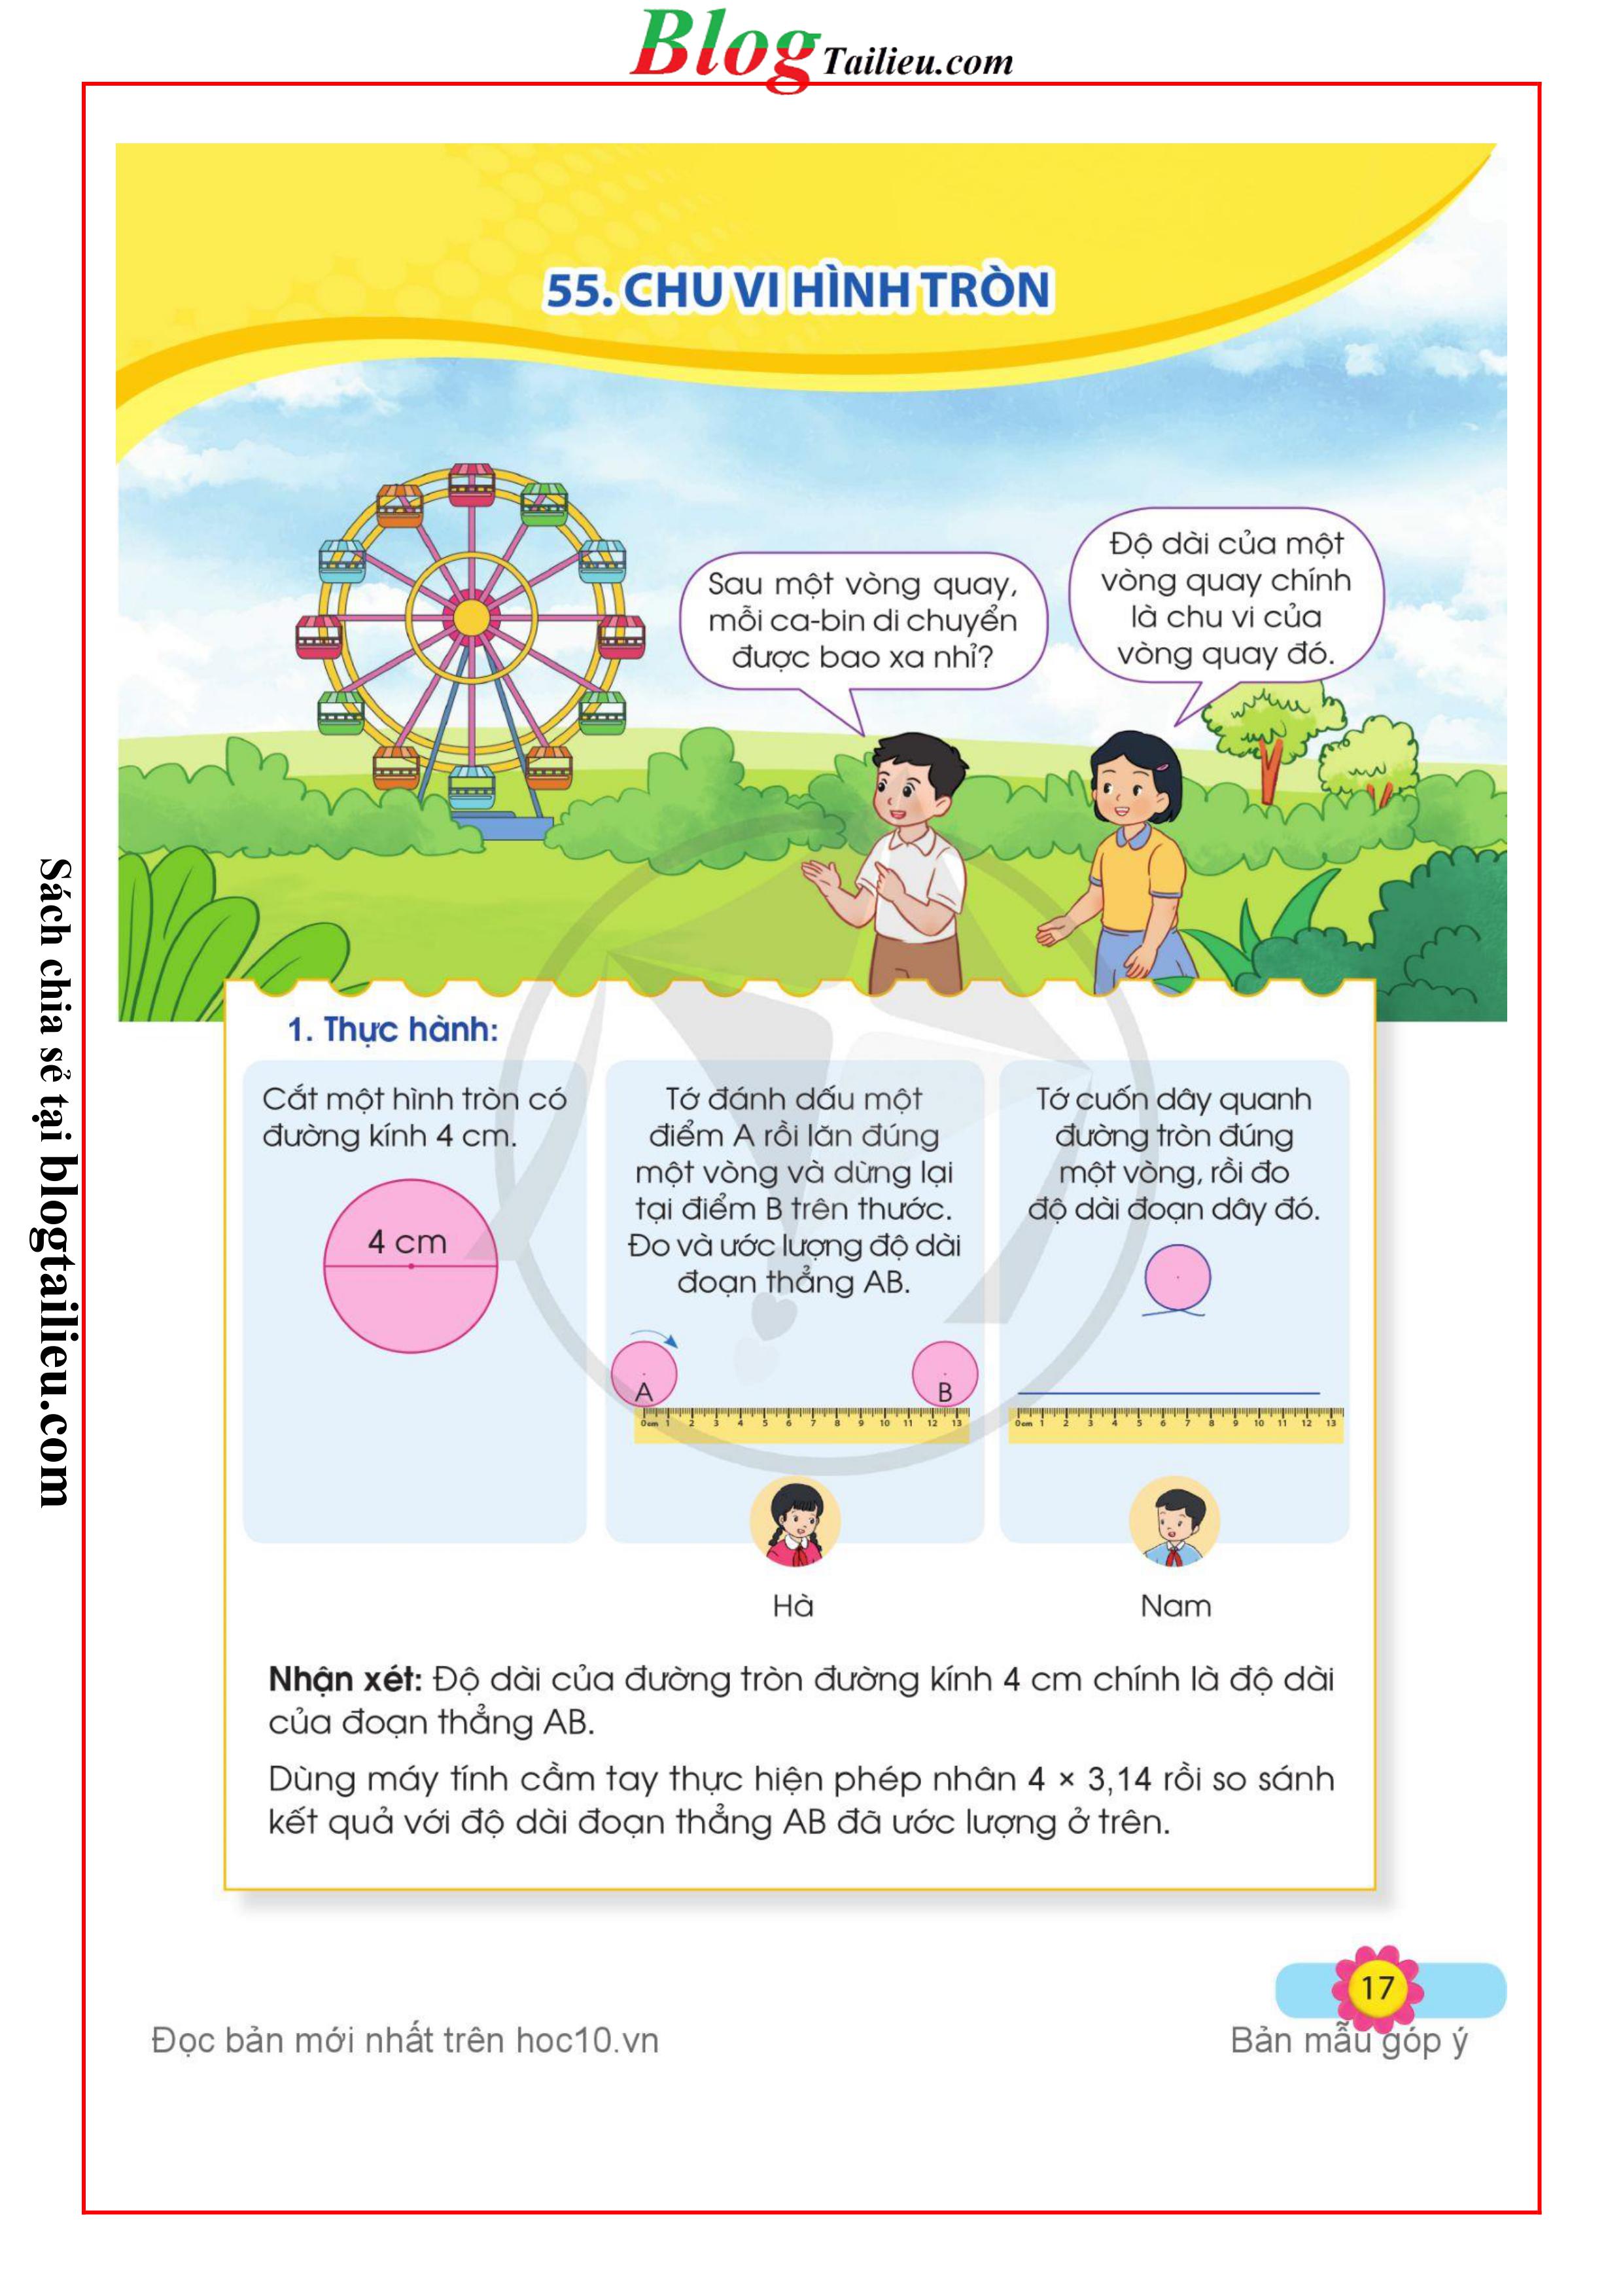 Blog Tailieu.com
55. CHU VI HÌNH TRÒN
Sau một vòng quay,
mỗi ca-bin di chuyển
được bao xa nhỉ?
Độ dài của một
vòng quay chính
là chu vi của
vòng quay đó.
Sách chia sẻ tại blogtailieu.com
1. Thực hành:
Cắt một hình tròn có
đường kính 4 cm.
4 cm
Tớ đánh dấu một
điểm A rồi lăn đúng
một vòng và dừng lại
tại điểm B trên thước.
Đo và ước lượng độ dài
đoạn thẳng AB.
A
B
0cm 1 2 3 4 5 6 7 8 9 10 11 12 13
Hà
Tớ cuốn dây quanh
đường tròn đúng
một vòng, rồi đo
độ dài đoạn dây đó.
0cm 1 2 3 4 5 6 7 8 9 10 11 12 13
Nam
Nhận xét: Độ dài của đường tròn đường kính 4 cm chính là độ dài
của đoạn thẳng AB.
Dùng máy tính cầm tay thực hiện phép nhân 4 × 3,14 rồi so sánh
kết quả với độ dài đoạn thẳng AB đã ước lượng ở trên.
17
Đọc bản mới nhất trên hoc10.vn
Bản mẫu góp ý